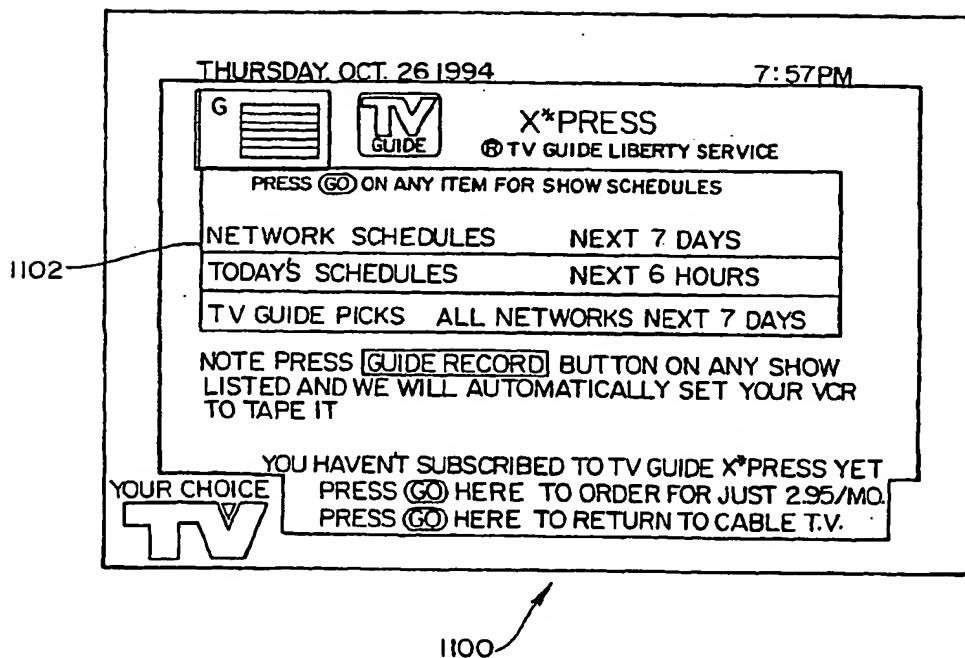 THURSDAY. OCT. 26 1994 7:57PM
G TV GUIDE X*PRESS
® TV GUIDE LIBERTY SERVICE
PRESS GO ON ANY ITEM FOR SHOW SCHEDULES
NETWORK SCHEDULES NEXT 7 DAYS
1102
TODAY'S SCHEDULES NEXT 6 HOURS
TV GUIDE PICKS ALL NETWORKS NEXT 7 DAYS
NOTE PRESS GUIDE RECORD BUTTON ON ANY SHOW
LISTED AND WE WILL AUTOMATICALLY SET YOUR VCR
TO TAPE IT
YOU HAVEN'T SUBSCRIBED TO TV GUIDE X*PRESS YET
YOUR CHOICE TV
PRESS GO HERE TO ORDER FOR JUST 2.95/MO.
PRESS GO HERE TO RETURN TO CABLE T.V.
1100